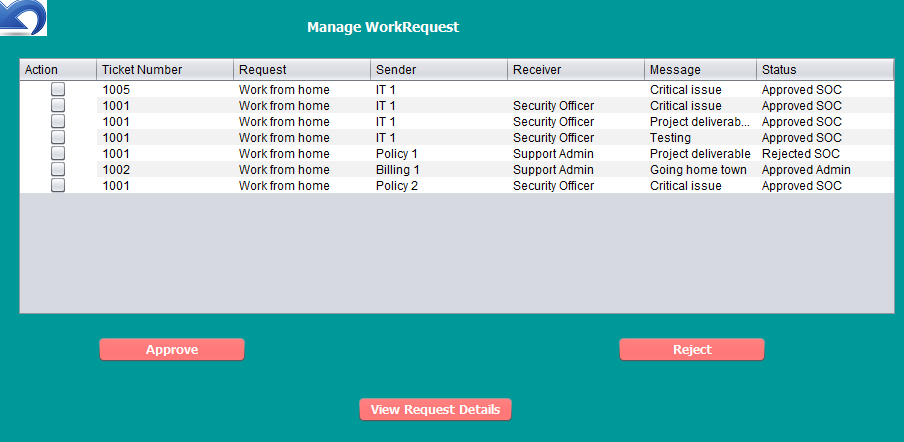 Manage WorkRequest
Action Ticket Number Request Sender Receiver Message Status
1005 Work from home IT 1 Critical issue Approved SOC
1001 Work from home IT 1 Security Officer Critical issue Approved SOC
1001 Work from home IT 1 Security Officer Project deliverab... Approved SOC
1001 Work from home IT 1 Security Officer Testing Approved SOC
1001 Work from home Policy 1 Support Admin Project deliverable Rejected SOC
1002 Work from home Billing 1 Support Admin Going home town Approved Admin
1001 Work from home Policy 2 Security Officer Critical issue Approved SOC
Approve Reject
View Request Details